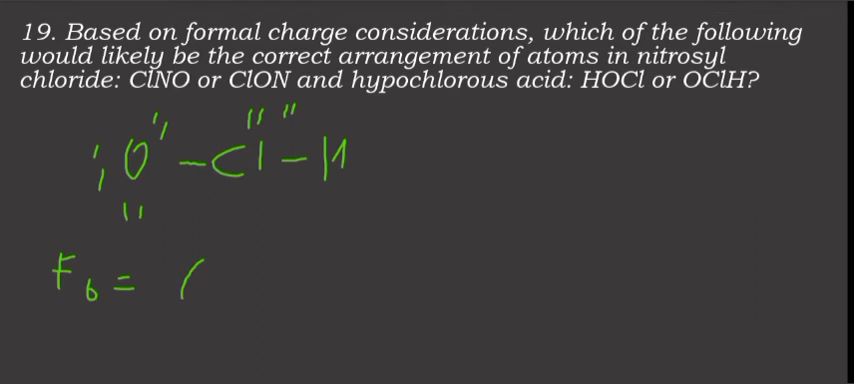 19. Based on formal charge considerations, which of the following
would likely be the correct arrangement of atoms in nitrosyl
chloride: ClNO or ClON and hypochlorous acid: HOCl or OClH?
O - Cl - H
F6 = (